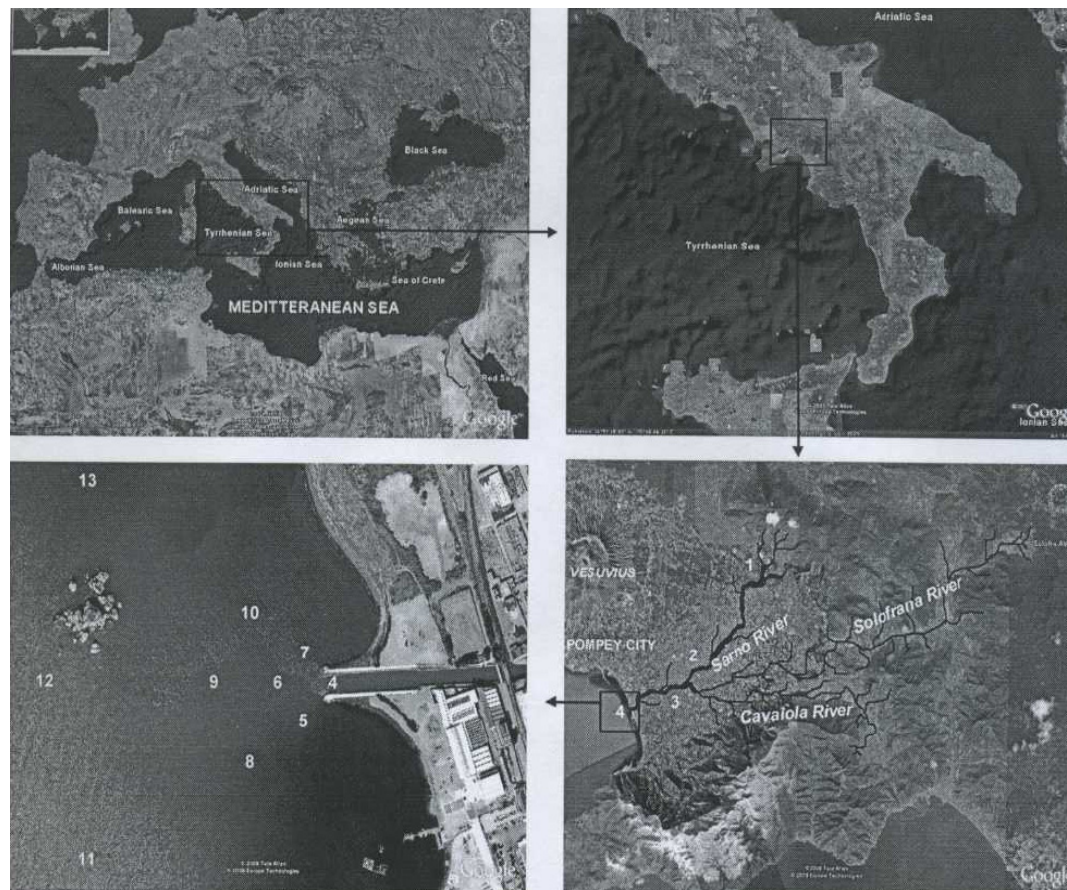 Black Sea
Adriatic Sea
Balearic Sea
Aegean Sea
Tyrrhenian Sea
Alboran Sea
Ionian Sea
Sea of Crete
MEDITTERANEAN SEA
Red Sea
Google
Adriatic Sea
Tyrrhenian Sea
Ionian Sea
13
10
7
12
9
6
4
5
8
11
Google
1
VESUVIUS
Solofrana River
POMPEY CITY
2
Sarno River
3
4
Cavaiola River
Google